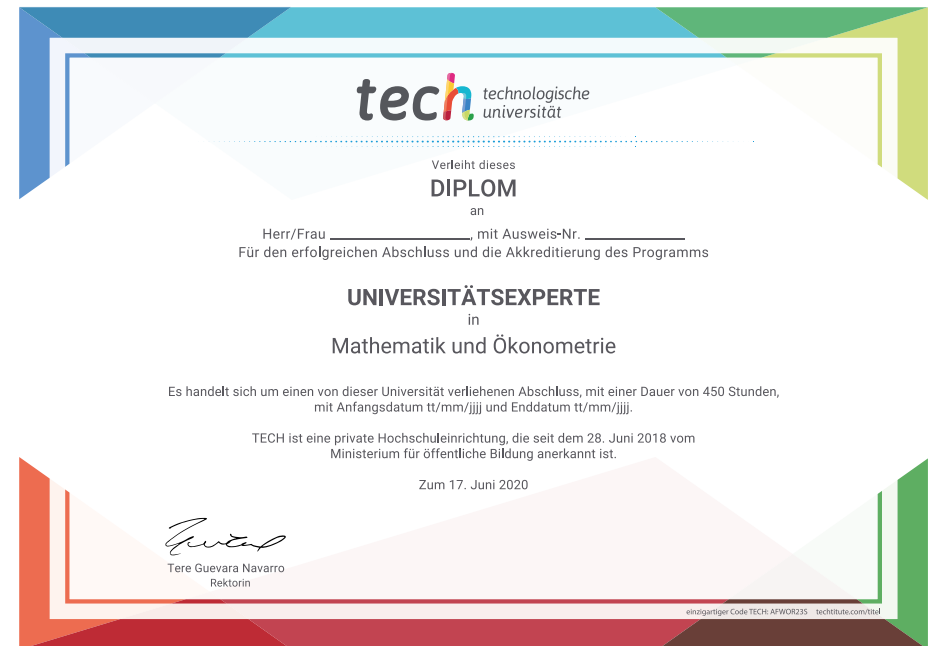 tech technologische
universität
Verleiht dieses
DIPLOM
an
Herr/Frau ____________________, mit Ausweis-Nr. ______________
Für den erfolgreichen Abschluss und die Akkreditierung des Programms
UNIVERSITÄTSEXPERTE
in
Mathematik und Ökonometrie
Es handelt sich um einen von dieser Universität verliehenen Abschluss, mit einer Dauer von 450 Stunden,
mit Anfangsdatum tt/mm/jjjj und Enddatum tt/mm/jjjj.
TECH ist eine private Hochschuleinrichtung, die seit dem 28. Juni 2018 vom
Ministerium für öffentliche Bildung anerkannt ist.
Zum 17. Juni 2020
Tere Guevara Navarro
Rektorin
einzigartiger Code TECH: AFWOR23S techtitute.com/titel